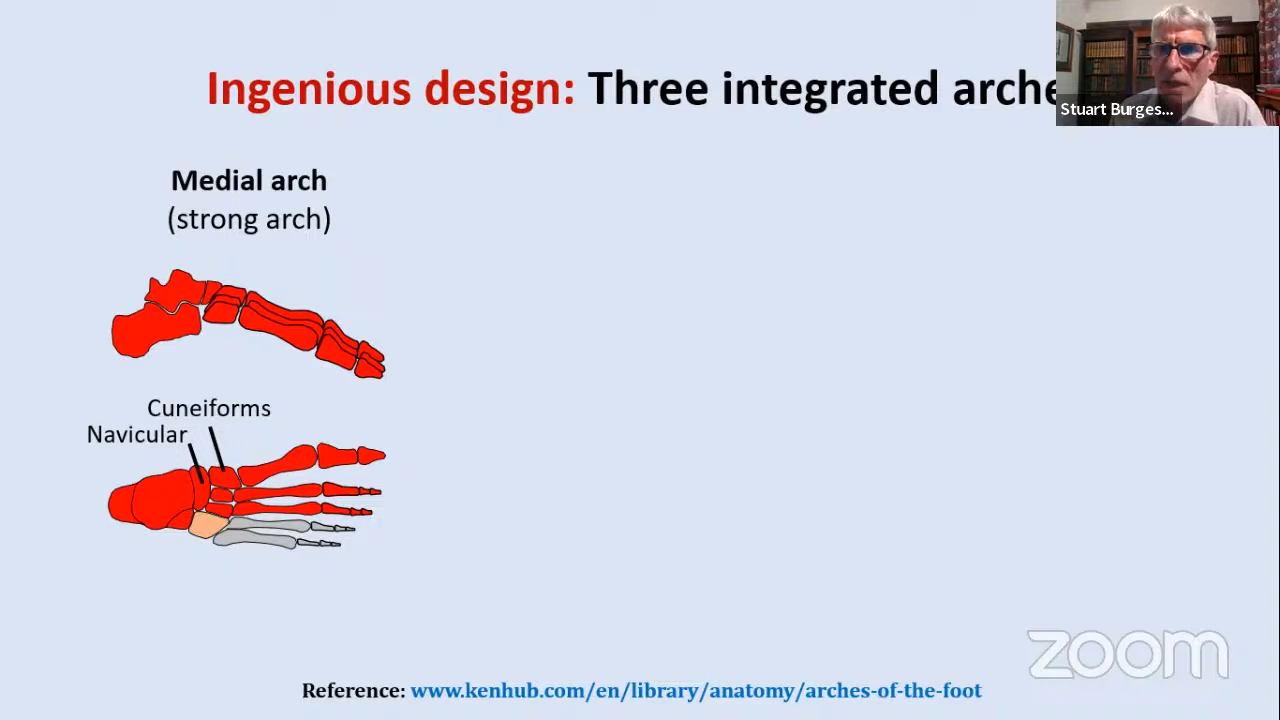 Ingenious design: Three integrated arche
Stuart Burges...
Medial arch
(strong arch)
Cuneiforms
Navicular
zoom
Reference: www.kenhub.com/en/library/anatomy/arches-of-the-foot